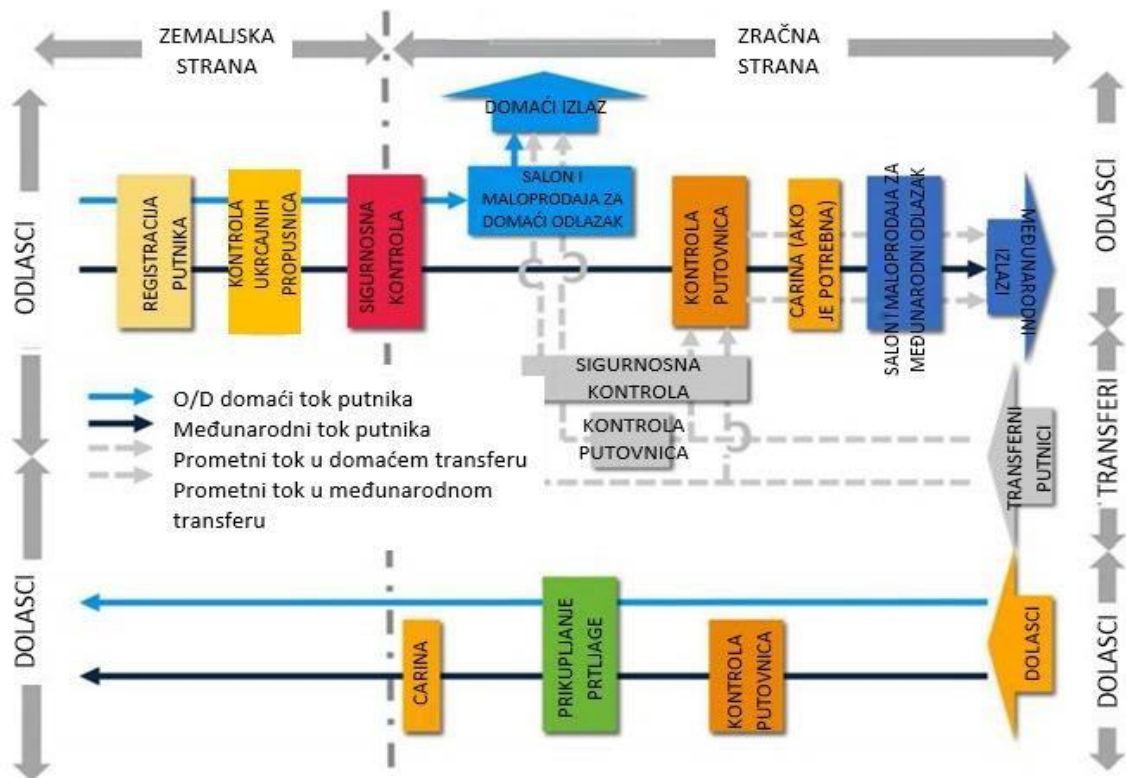 ZEMALJSKA
STRANA
ZRAČNA
STRANA
ODLASCI
DOLASCI
DOMAĆI IZLAZ
SALON I
MALOPRODAJA ZA
DOMAĆI ODLAZAK
REGISTRACIJA
PUTNIKA
KONTROLA
UKRCAJNIH
PROPUSNICA
SIGURNOSNA
KONTROLA
KONTROLA
PUTOVNICA
CARINA (AKO
JE POTREBNA)
SALON I MALOPRODAJA ZA
MEĐUNARODNI ODLAZAK
MEĐUNARODNI
IZLAZI
ODLASCI
TRANSFERI
DOLASCI
SIGURNOSNA
KONTROLA
KONTROLA
PUTOVNICA
TRANSFERNI
PUTNICI
O/D domaći tok putnika
Međunarodni tok putnika
Prometni tok u domaćem transferu
Prometni tok u međunarodnom
transferu
CARINA
PRIKUPLJANJE
PRTLJAGE
KONTROLA
PUTOVNICA
DOLASCI